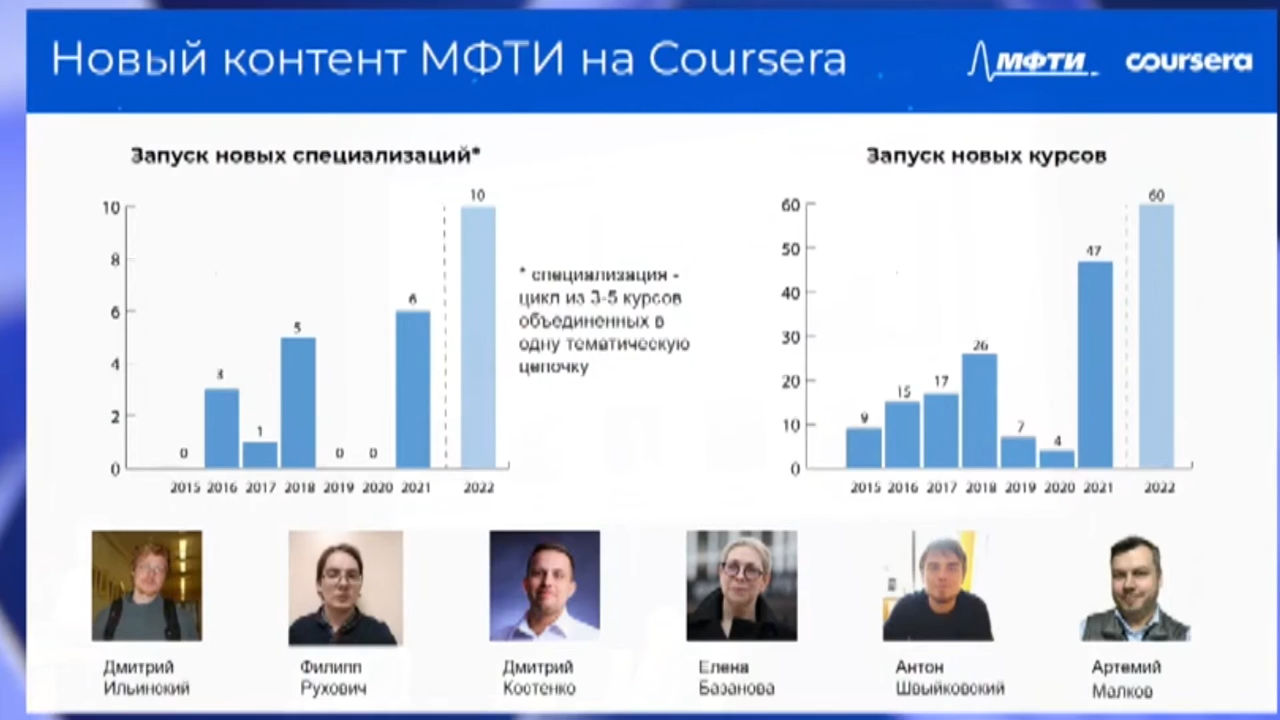 Новый контент МФТИ на Coursera
МФТИ
coursera
Запуск новых специализаций*
10
8
6
4
2
0
0
3
1
5
0
0
6
10
2015 2016 2017 2018 2019 2020 2021 2022
* специализация -
цикл из 3-5 курсов
объединенных в
одну тематическую
цепочку
Запуск новых курсов
60
50
40
30
20
10
0
9
15
17
26
7
4
47
60
2015 2016 2017 2018 2019 2020 2021 2022
Дмитрий
Ильинский
Филипп
Рухович
Дмитрий
Костенко
Елена
Базанова
Антон
Швыйковский
Артемий
Малков